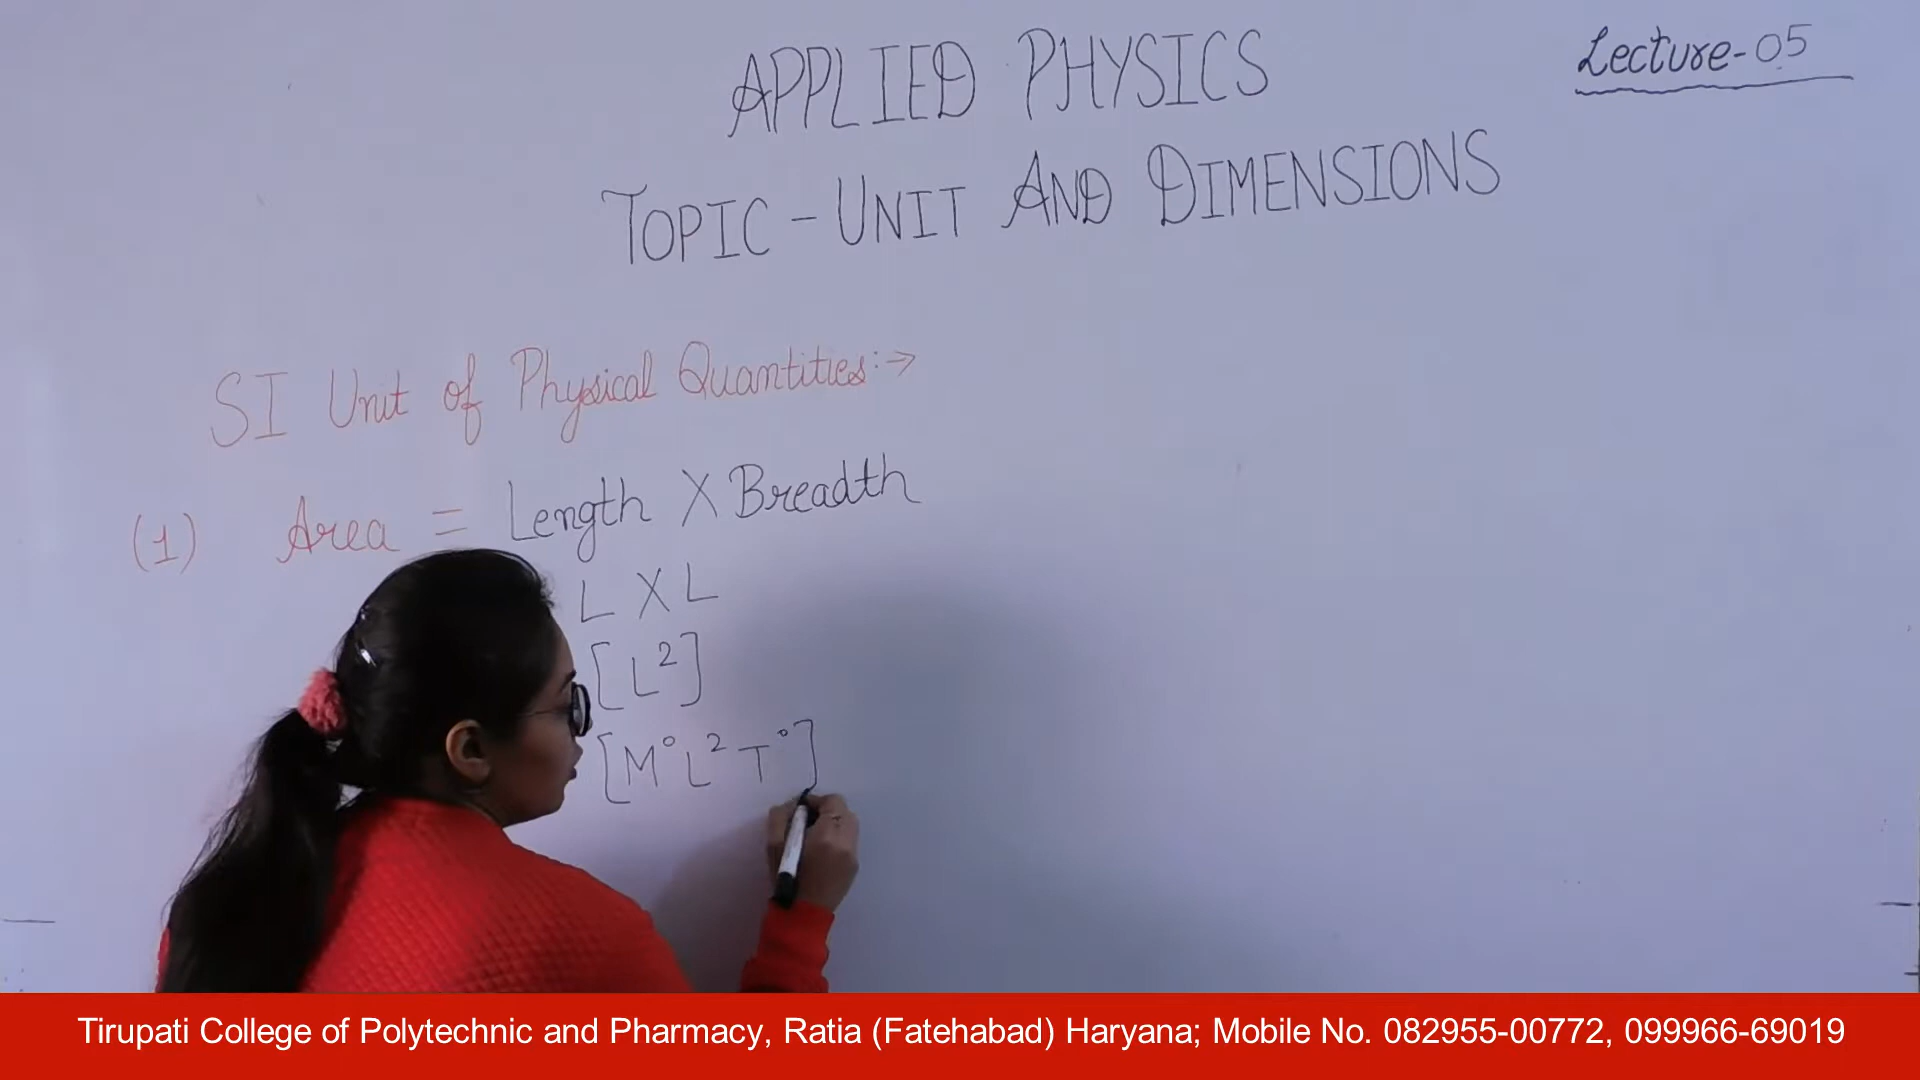 APPLIED PHYSICS
Lecture-05
TOPIC - UNIT AND DIMENSIONS
SI Unit of Physical Quantities:→
(1) Area = Length X Breadth
L X L
[L²]
[M°L²T°]
Tirupati College of Polytechnic and Pharmacy, Ratia (Fatehabad) Haryana; Mobile No. 082955-00772, 099966-69019